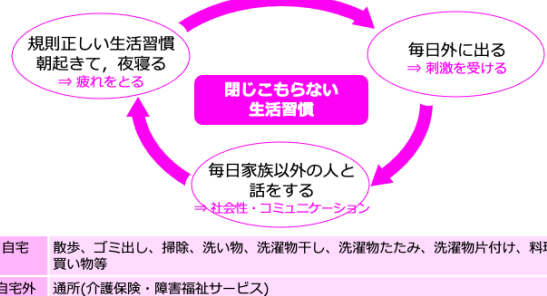 規則正しい生活習慣
朝起きて，夜寝る
⇒ 疲れをとる
毎日外に出る
⇒ 刺激を受ける
閉じこもらない
生活習慣
毎日家族以外の人と
話をする
⇒ 社会性・コミュニケーション
自宅 散歩、ゴミ出し、掃除、洗い物、洗濯物干し、洗濯物たたみ、洗濯物片付け、料
買い物等
自宅外 通所(介護保険・障害福祉サービス)